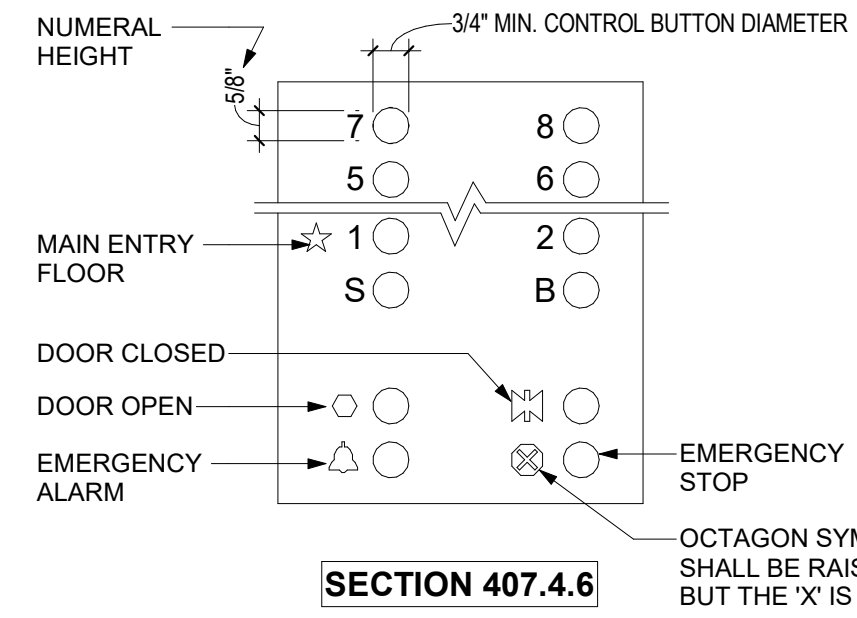 NUMERAL
HEIGHT
3/4" MIN. CONTROL BUTTON DIAMETER
5/8"
7 8
5 6
MAIN ENTRY
FLOOR
1 2
S B
DOOR CLOSED
DOOR OPEN
EMERGENCY
ALARM
EMERGENCY
STOP
OCTAGON SYM
SHALL BE RAIS
BUT THE 'X' IS
SECTION 407.4.6